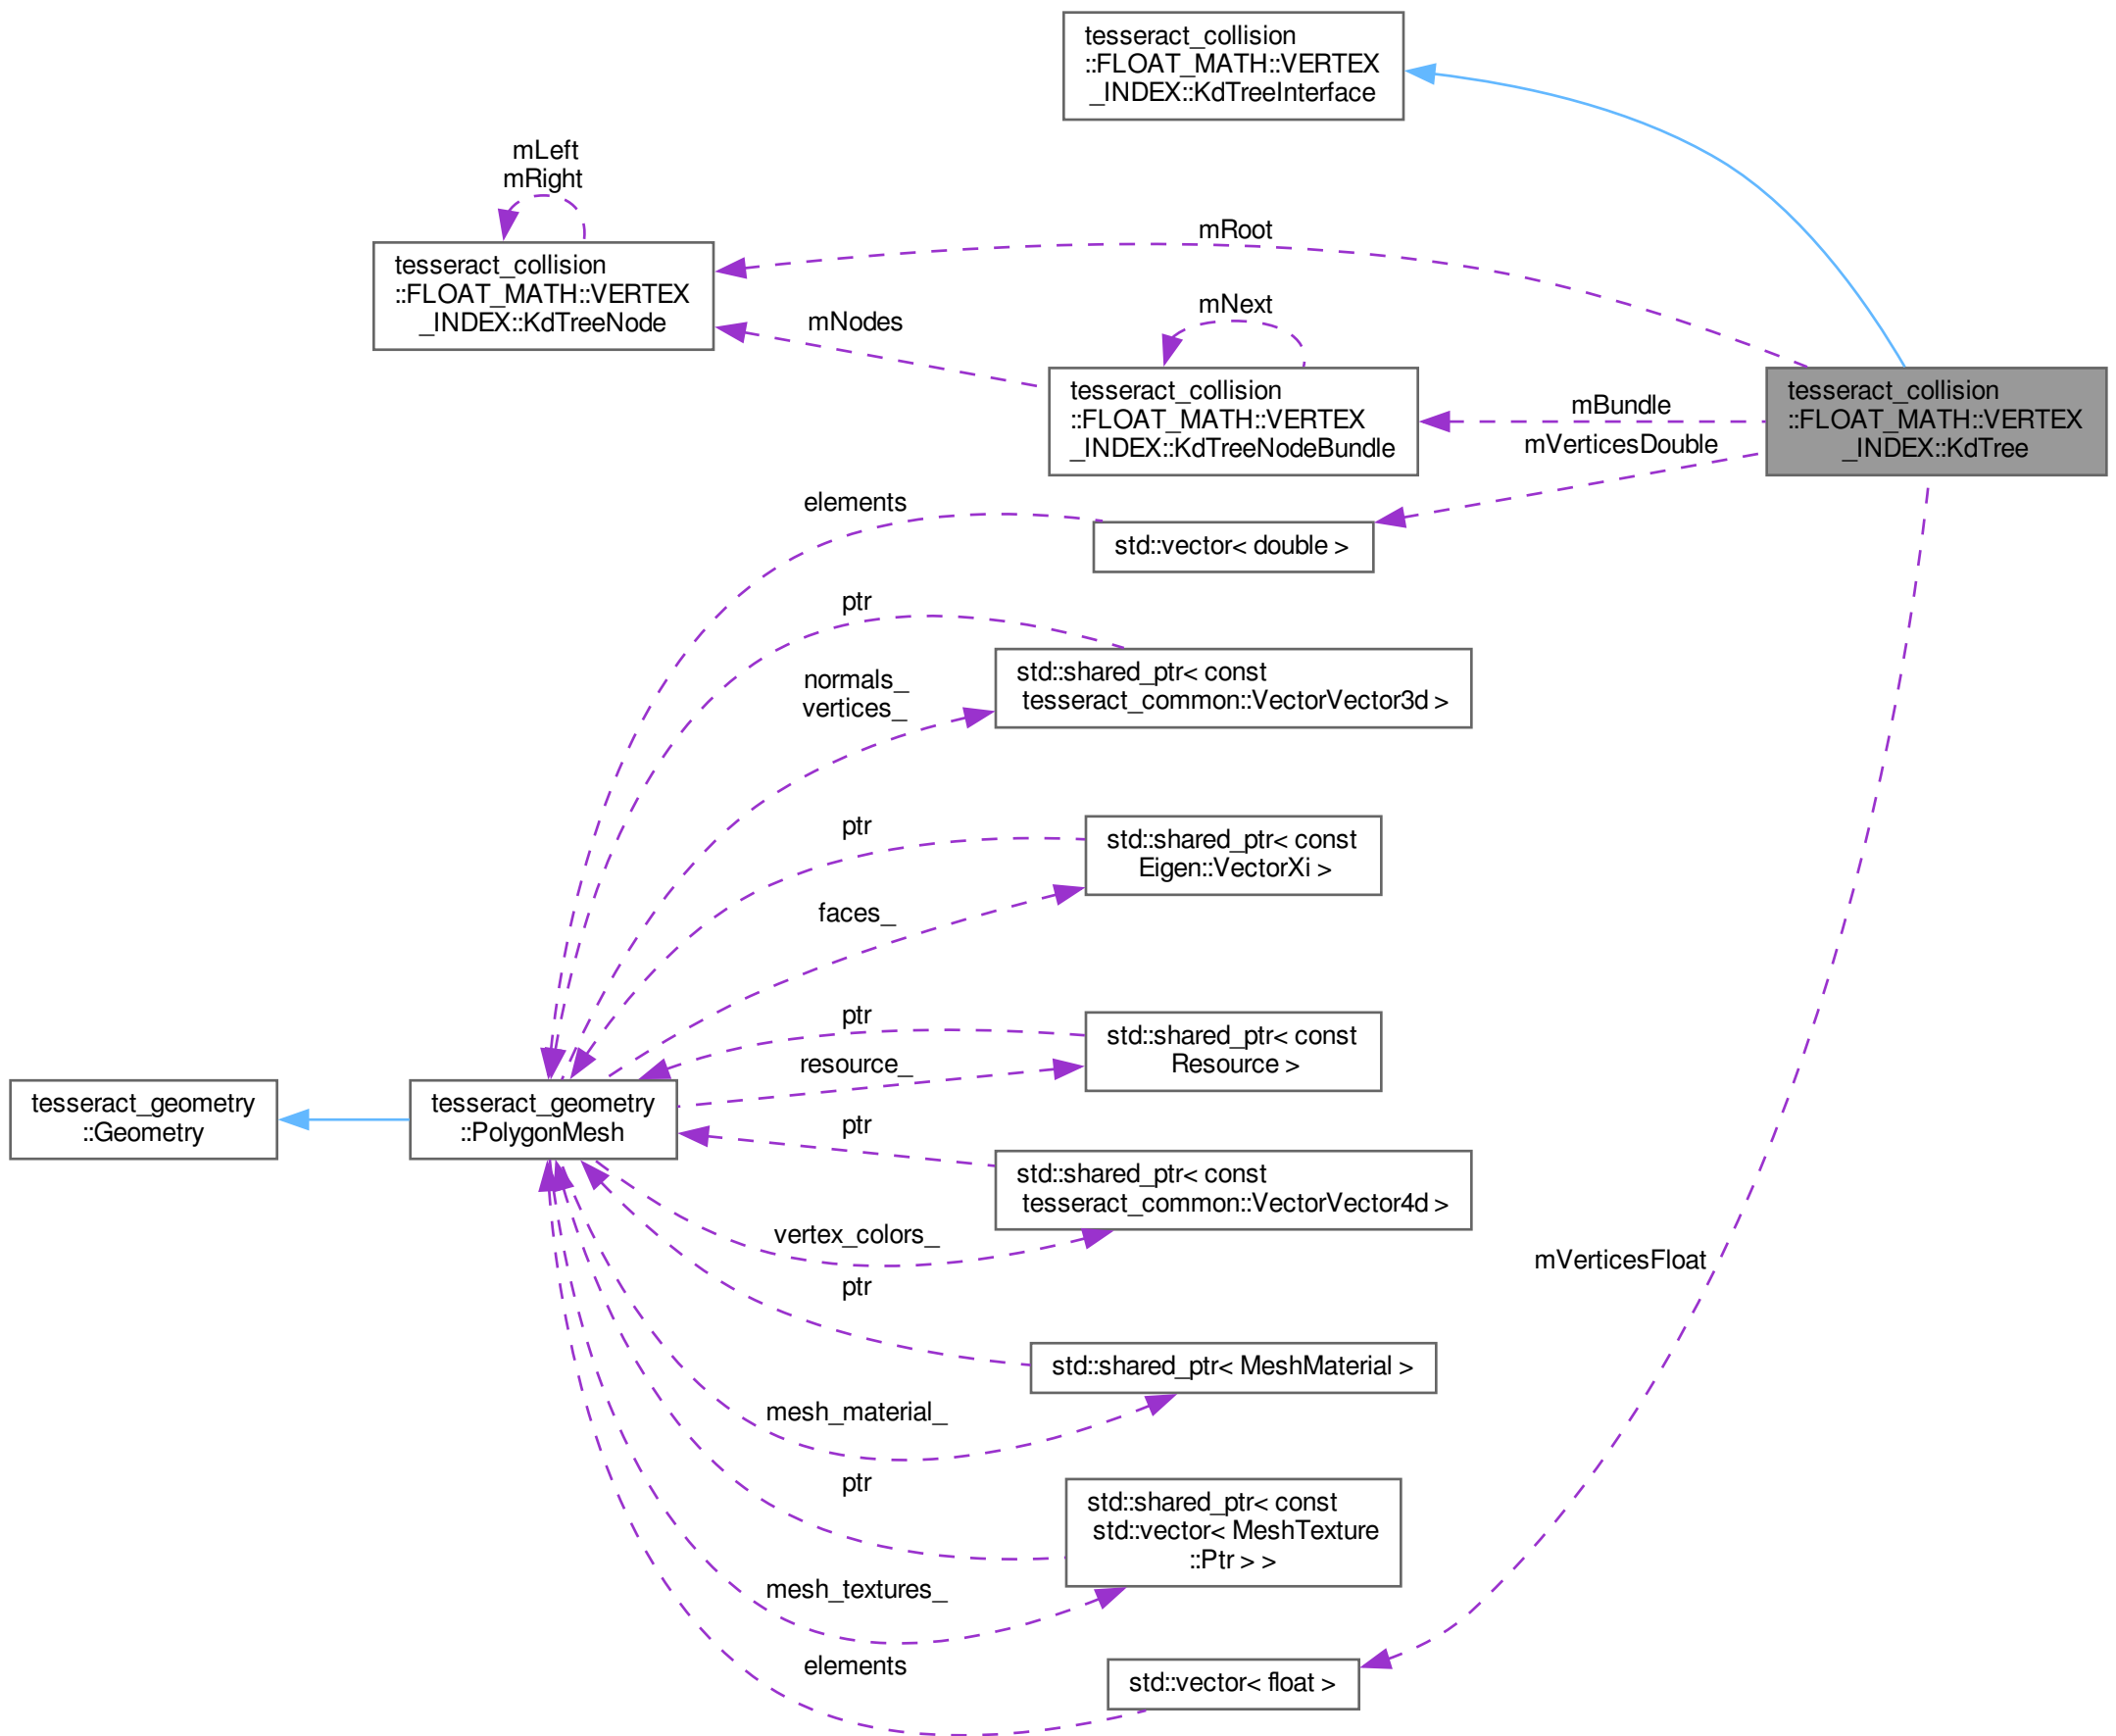 tesseract_collision
::FLOAT_MATH::VERTEX
_INDEX::KdTreeInterface
mLeft
mRight
mRoot
tesseract_collision
::FLOAT_MATH::VERTEX
_INDEX::KdTreeNode
mNext
mNodes
tesseract_collision
::FLOAT_MATH::VERTEX
_INDEX::KdTreeNodeBundle
mBundle
tesseract_collision
::FLOAT_MATH::VERTEX
_INDEX::KdTree
mVerticesDouble
elements
std::vector< double >
ptr
std::shared_ptr< const
tesseract_common::VectorVector3d >
normals_
vertices_
ptr
std::shared_ptr< const
Eigen::VectorXi >
faces_
ptr
std::shared_ptr< const
Resource >
resource_
tesseract_geometry
::Geometry
tesseract_geometry
::PolygonMesh
ptr
std::shared_ptr< const
tesseract_common::VectorVector4d >
vertex_colors_
mVerticesFloat
ptr
std::shared_ptr< MeshMaterial >
mesh_material_
ptr
std::shared_ptr< const
std::vector< MeshTexture
::Ptr > >
mesh_textures_
elements
std::vector< float >